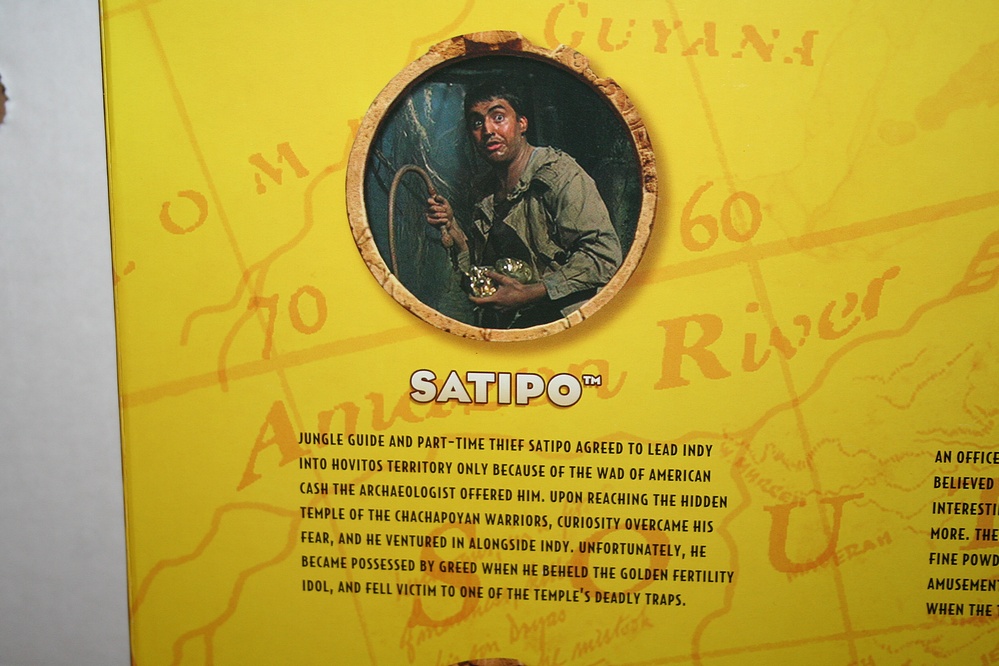 GUYANA
O M
60
70
Amazon River
SATIPO™
JUNGLE GUIDE AND PART-TIME THIEF SATIPO AGREED TO LEAD INDY
INTO HOVITOS TERRITORY ONLY BECAUSE OF THE WAD OF AMERICAN
CASH THE ARCHAEOLOGIST OFFERED HIM. UPON REACHING THE HIDDEN
TEMPLE OF THE CHACHAPOYAN WARRIORS, CURIOSITY OVERCAME HIS
FEAR, AND HE VENTURED IN ALONGSIDE INDY. UNFORTUNATELY, HE
BECAME POSSESSED BY GREED WHEN HE BEHELD THE GOLDEN FERTILITY
IDOL, AND FELL VICTIM TO ONE OF THE TEMPLE'S DEADLY TRAPS.
SOU
AN OFFICE
BELIEVED
INTERESTI
MORE. THE
FINE POWD
AMUSEMENT
WHEN THE